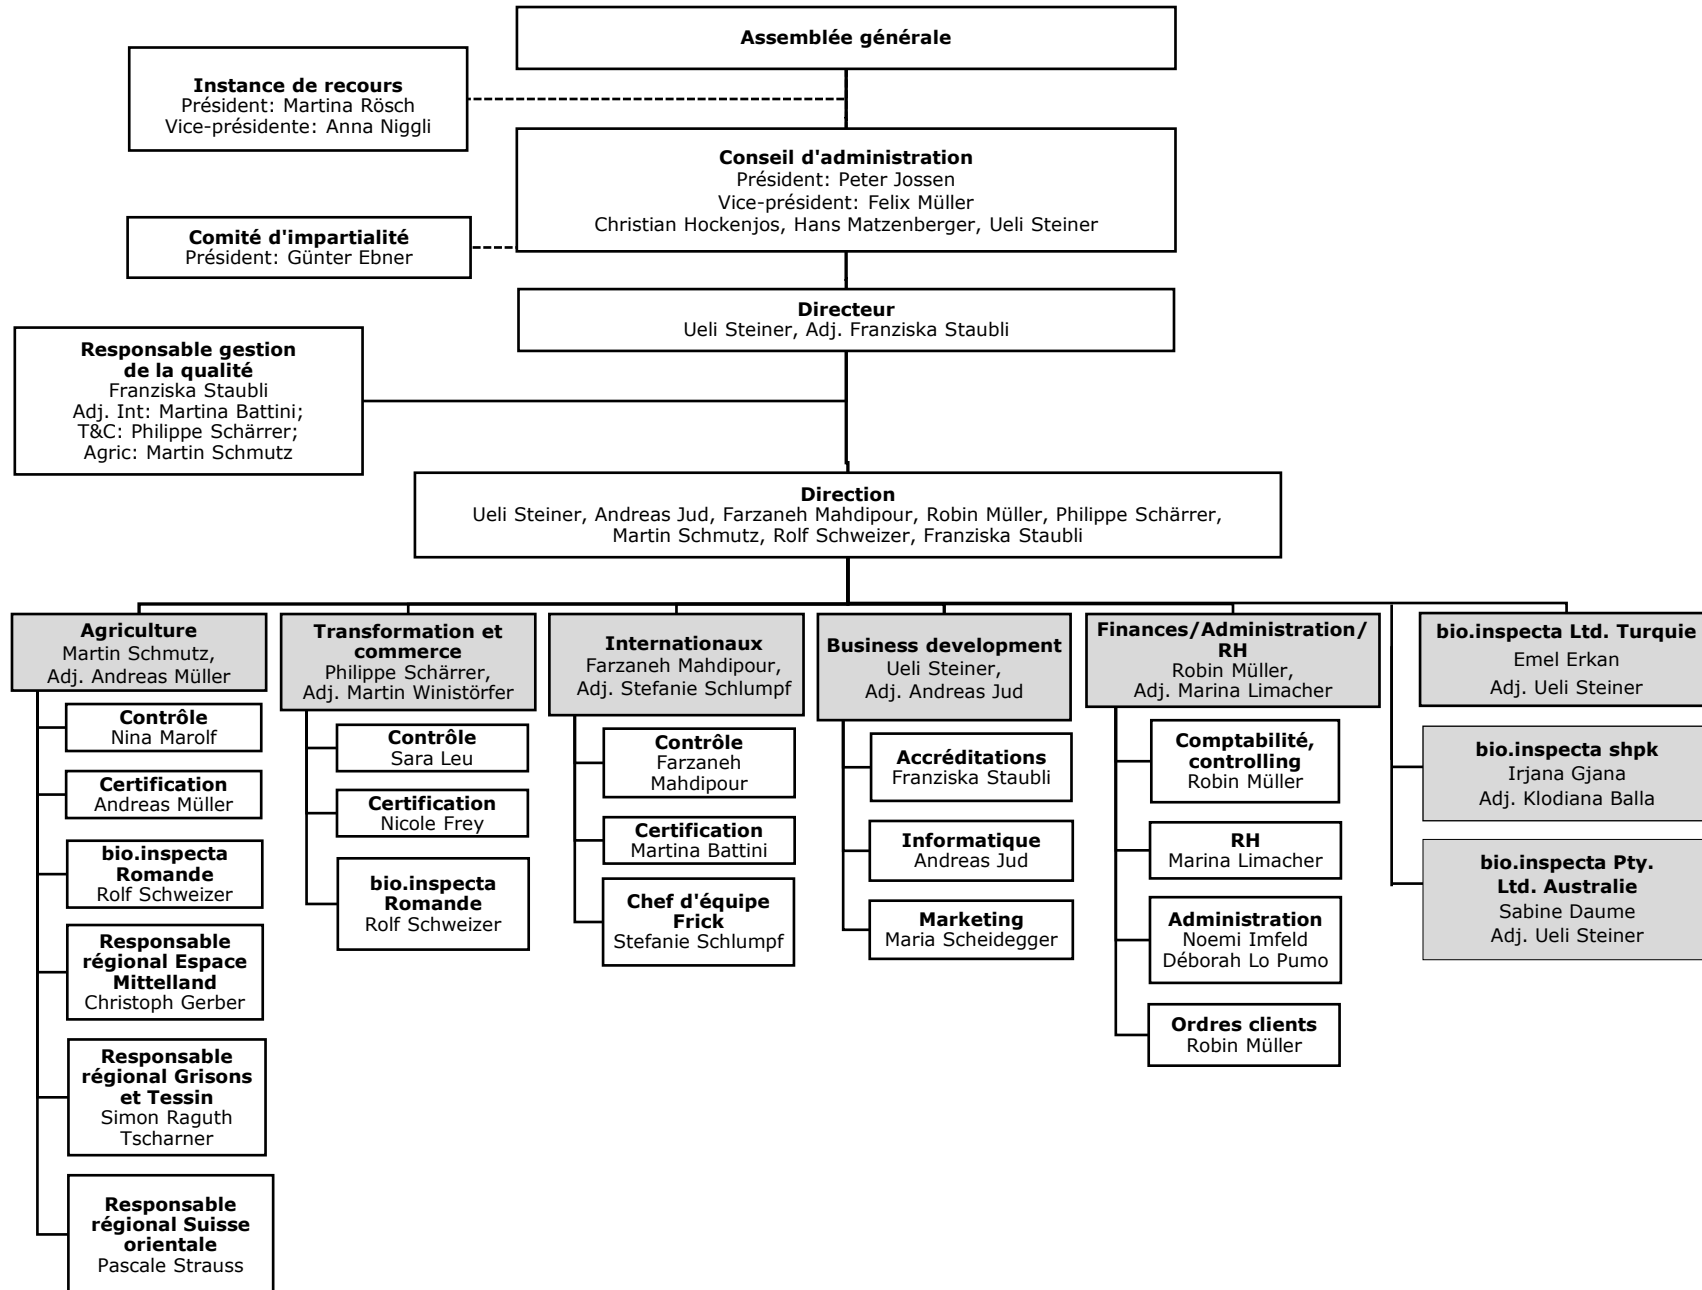 Assemblée générale
Instance de recours
Président: Martina Rösch
Vice-présidente: Anna Niggli
Conseil d'administration
Président: Peter Jossen
Vice-président: Felix Müller
Christian Hockenjos, Hans Matzenberger, Ueli Steiner
Comité d'impartialité
Président: Günter Ebner
Directeur
Ueli Steiner, Adj. Franziska Staubli
Responsable gestion
de la qualité
Franziska Staubli
Adj. Int: Martina Battini;
T&C: Philippe Schärrer;
Agric: Martin Schmutz
Direction
Ueli Steiner, Andreas Jud, Farzaneh Mahdipour, Robin Müller, Philippe Schärrer,
Martin Schmutz, Rolf Schweizer, Franziska Staubli
Agriculture
Martin Schmutz,
Adj. Andreas Müller
Contrôle
Nina Marolf
Certification
Andreas Müller
bio.inspecta
Romande
Rolf Schweizer
Responsable
régional Espace
Mittelland
Christoph Gerber
Responsable
régional Grisons
et Tessin
Simon Raguth
Tscharner
Responsable
régional Suisse
orientale
Pascale Strauss
Transformation et
commerce
Philippe Schärrer,
Adj. Martin Winistörfer
Contrôle
Sara Leu
Certification
Nicole Frey
bio.inspecta
Romande
Rolf Schweizer
Internationaux
Farzaneh Mahdipour,
Adj. Stefanie Schlumpf
Contrôle
Farzaneh
Mahdipour
Certification
Martina Battini
Chef d'équipe
Frick
Stefanie Schlumpf
Business development
Ueli Steiner,
Adj. Andreas Jud
Accréditations
Franziska Staubli
Informatique
Andreas Jud
Marketing
Maria Scheidegger
Finances/Administration/
RH
Robin Müller,
Adj. Marina Limacher
Comptabilité,
controlling
Robin Müller
RH
Marina Limacher
Administration
Noemi Imfeld
Déborah Lo Pumo
Ordres clients
Robin Müller
bio.inspecta Ltd. Turquie
Emel Erkan
Adj. Ueli Steiner
bio.inspecta shpk
Irjana Gjana
Adj. Klodiana Balla
bio.inspecta Pty.
Ltd. Australie
Sabine Daume
Adj. Ueli Steiner